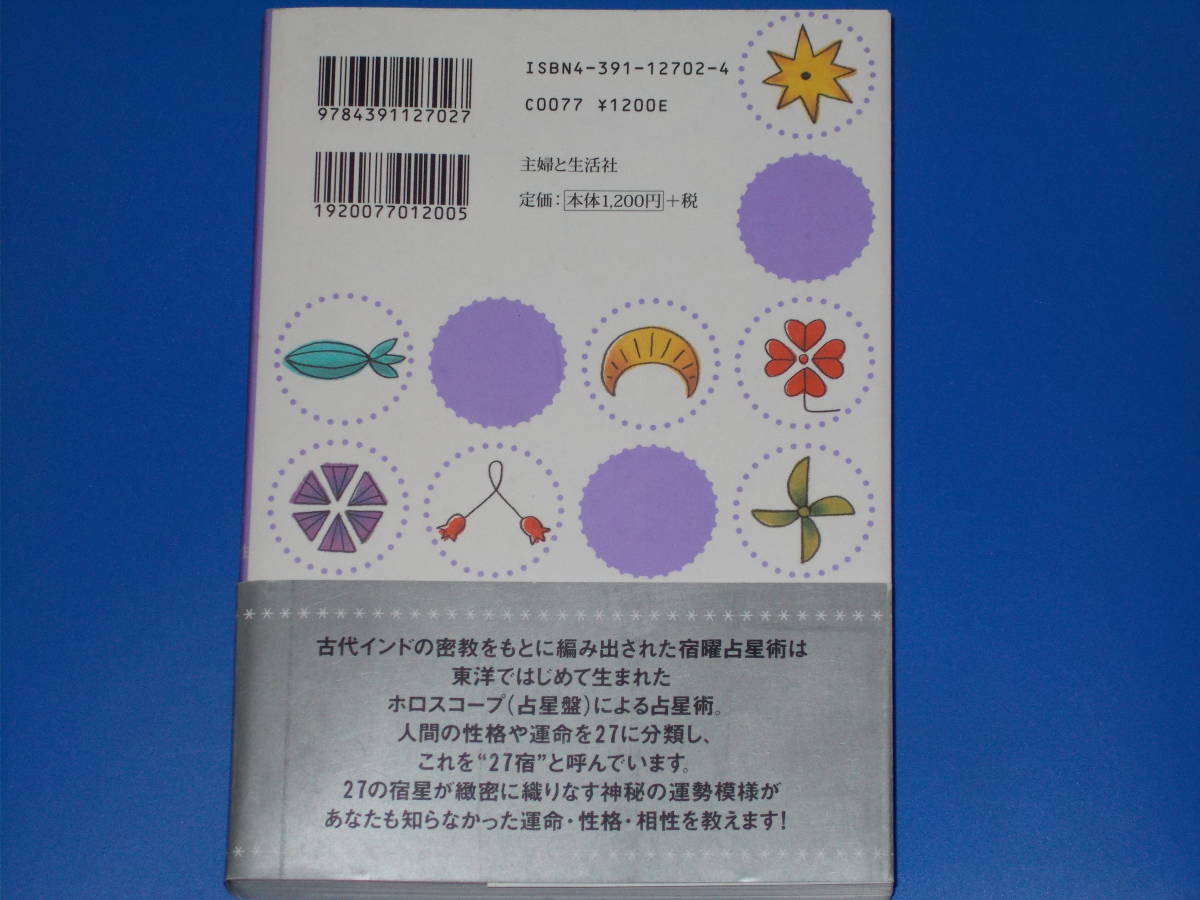 ISBN4-391-12702-4
9784391127027
C0077 ¥1200E
主婦と生活社
定価：本体1,200円+税
1920077012005
古代インドの密教をもとに編み出された宿曜占星術は
東洋ではじめて生まれた
ホロスコープ(占星盤)による占星術。
人間の性格や運命を27に分類し、
これを“27宿”と呼んでいます。
27の宿星が緻密に織りなす神秘の運勢模様が
あなたも知らなかった運命・性格・相性を教えます!